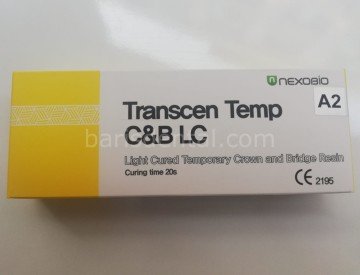 nexobio
A2
Transcen Temp
C&B LC
Light Cured Temporary Crown and Bridge Resin
Curing time 20s
CE 2195